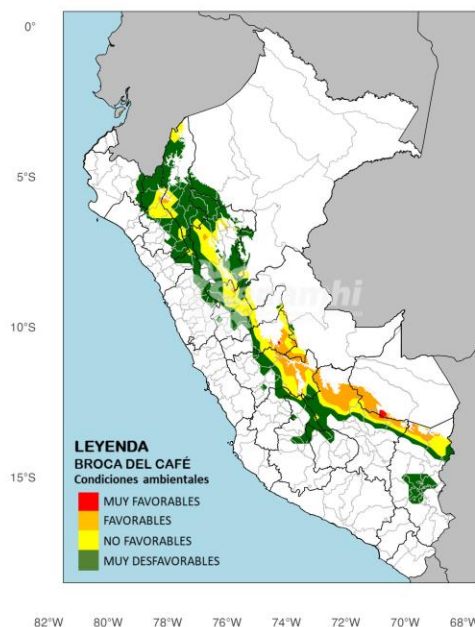 0°
5°S
10°S
15°S
senamhi
LEYENDA
BROCA DEL CAFÉ
Condiciones ambientales
MUY FAVORABLES
FAVORABLES
NO FAVORABLES
MUY DESFAVORABLES
82°W 80°W 78°W 76°W 74°W 72°W 70°W 68°W